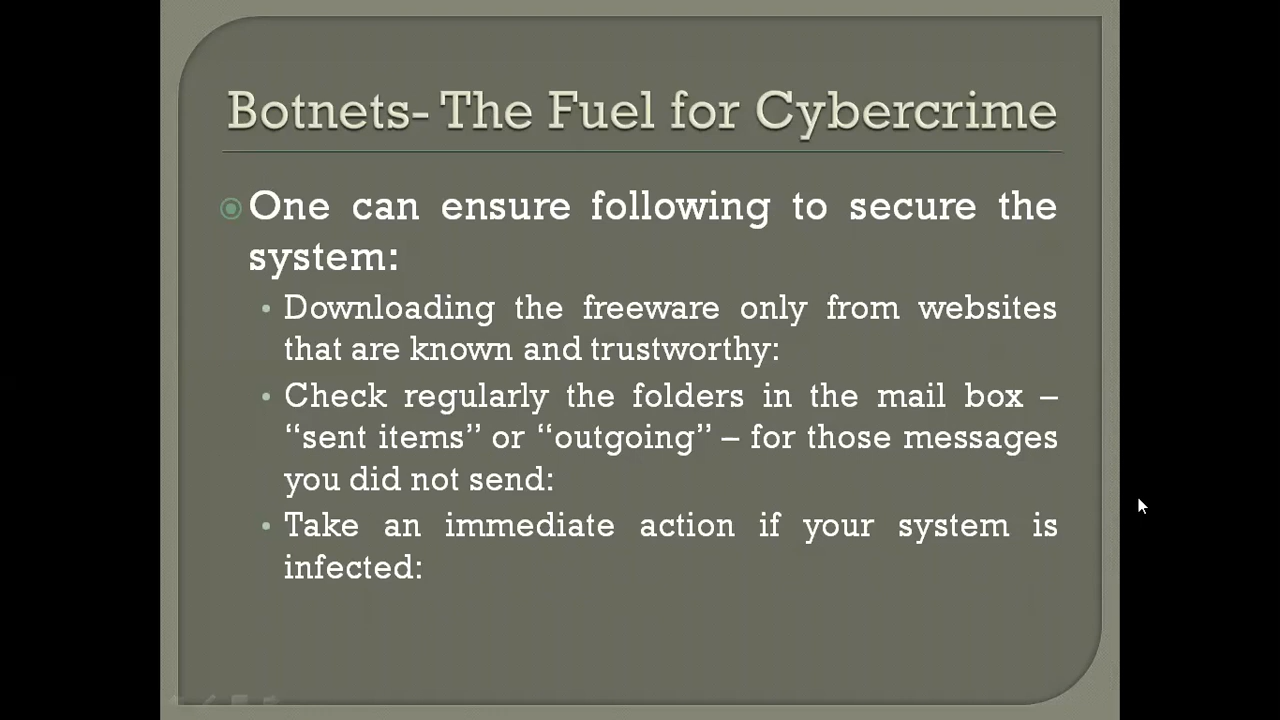 Botnets- The Fuel for Cybercrime
One can ensure following to secure the
system:
Downloading the freeware only from websites
that are known and trustworthy:
Check regularly the folders in the mail box –
“sent items” or “outgoing” – for those messages
you did not send:
Take an immediate action if your system is
infected: